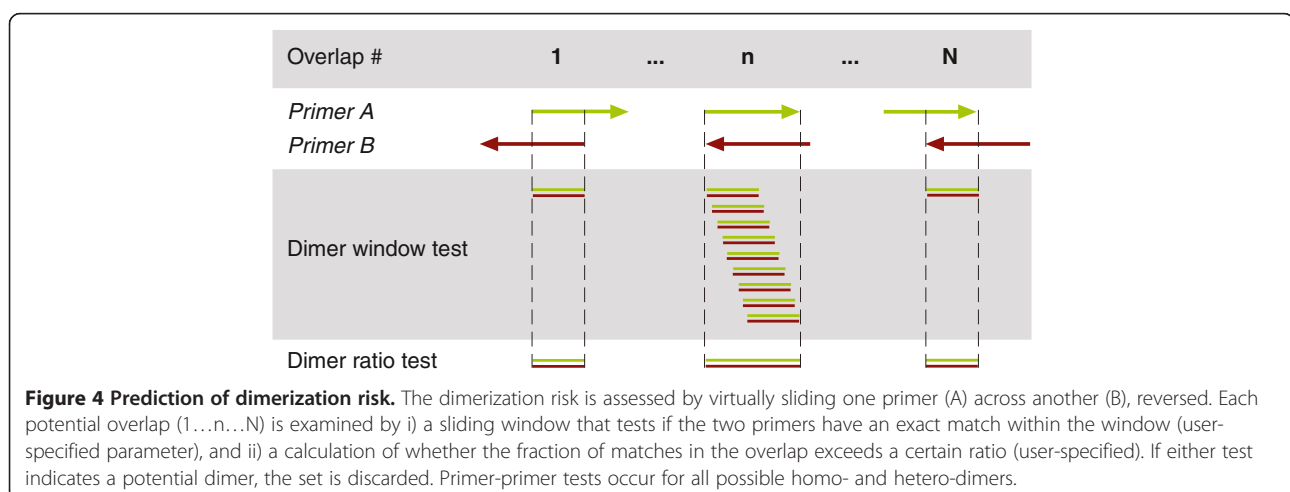 Overlap # 1 ... n ... N
Primer A
Primer B
Dimer window test
Dimer ratio test
Figure 4 Prediction of dimerization risk. The dimerization risk is assessed by virtually sliding one primer (A) across another (B), reversed. Each
potential overlap (1...n...N) is examined by i) a sliding window that tests if the two primers have an exact match within the window (user-
specified parameter), and ii) a calculation of whether the fraction of matches in the overlap exceeds a certain ratio (user-specified). If either test
indicates a potential dimer, the set is discarded. Primer-primer tests occur for all possible homo- and hetero-dimers.